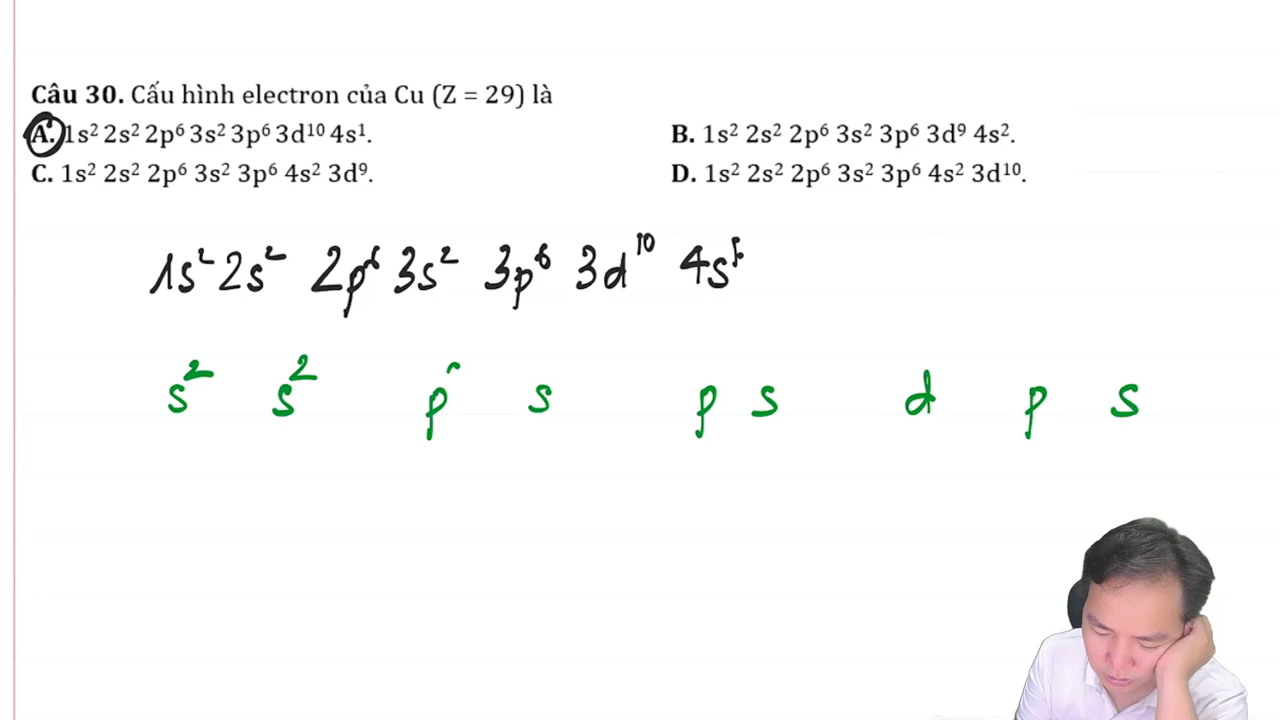 Câu 30. Cấu hình electron của Cu (Z = 29) là
A. 1s² 2s² 2p⁶ 3s² 3p⁶ 3d¹⁰ 4s¹.
B. 1s² 2s² 2p⁶ 3s² 3p⁶ 3d⁹ 4s².
C. 1s² 2s² 2p⁶ 3s² 3p⁶ 4s² 3d⁹.
D. 1s² 2s² 2p⁶ 3s² 3p⁶ 4s² 3d¹⁰.
1s² 2s² 2p⁶ 3s² 3p⁶ 3d¹⁰ 4s
s² s² p s p s d p s